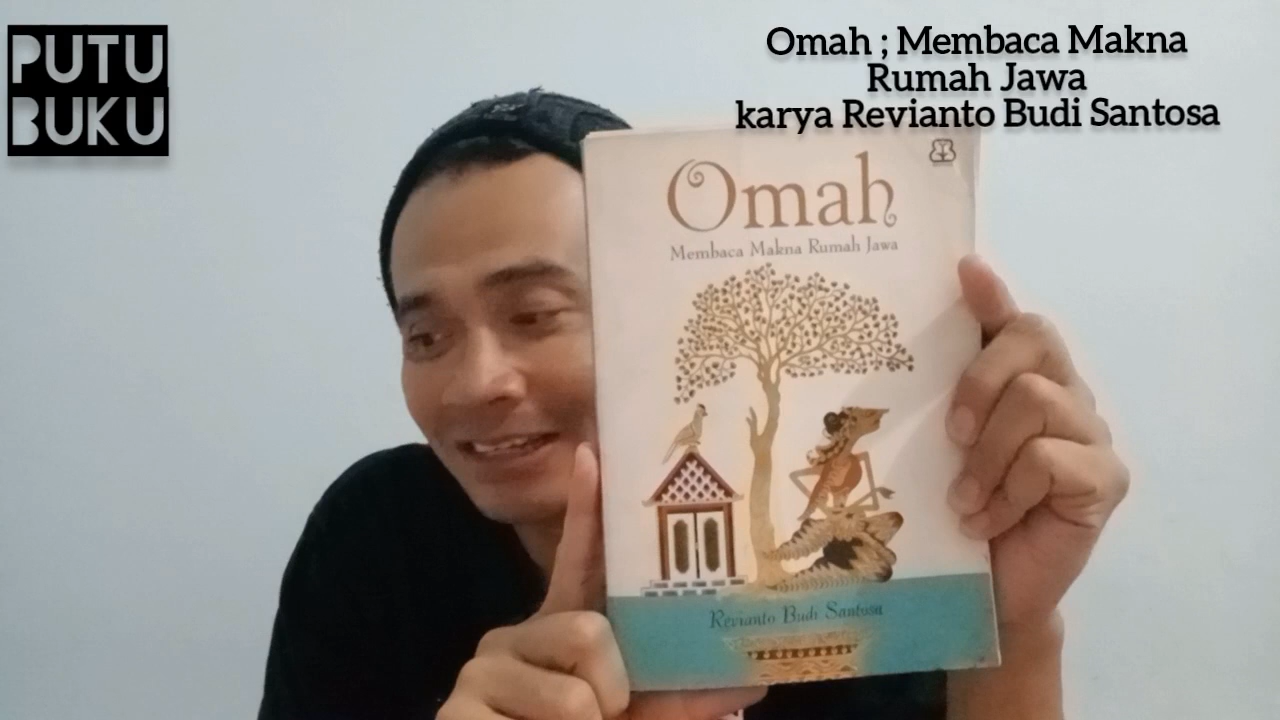 PUTU
BUKU
Omah ; Membaca Makna
Rumah Jawa
karya Revianto Budi Santosa
Omah
Membaca Makna Rumah Jawa
Revianto Budi Santosa